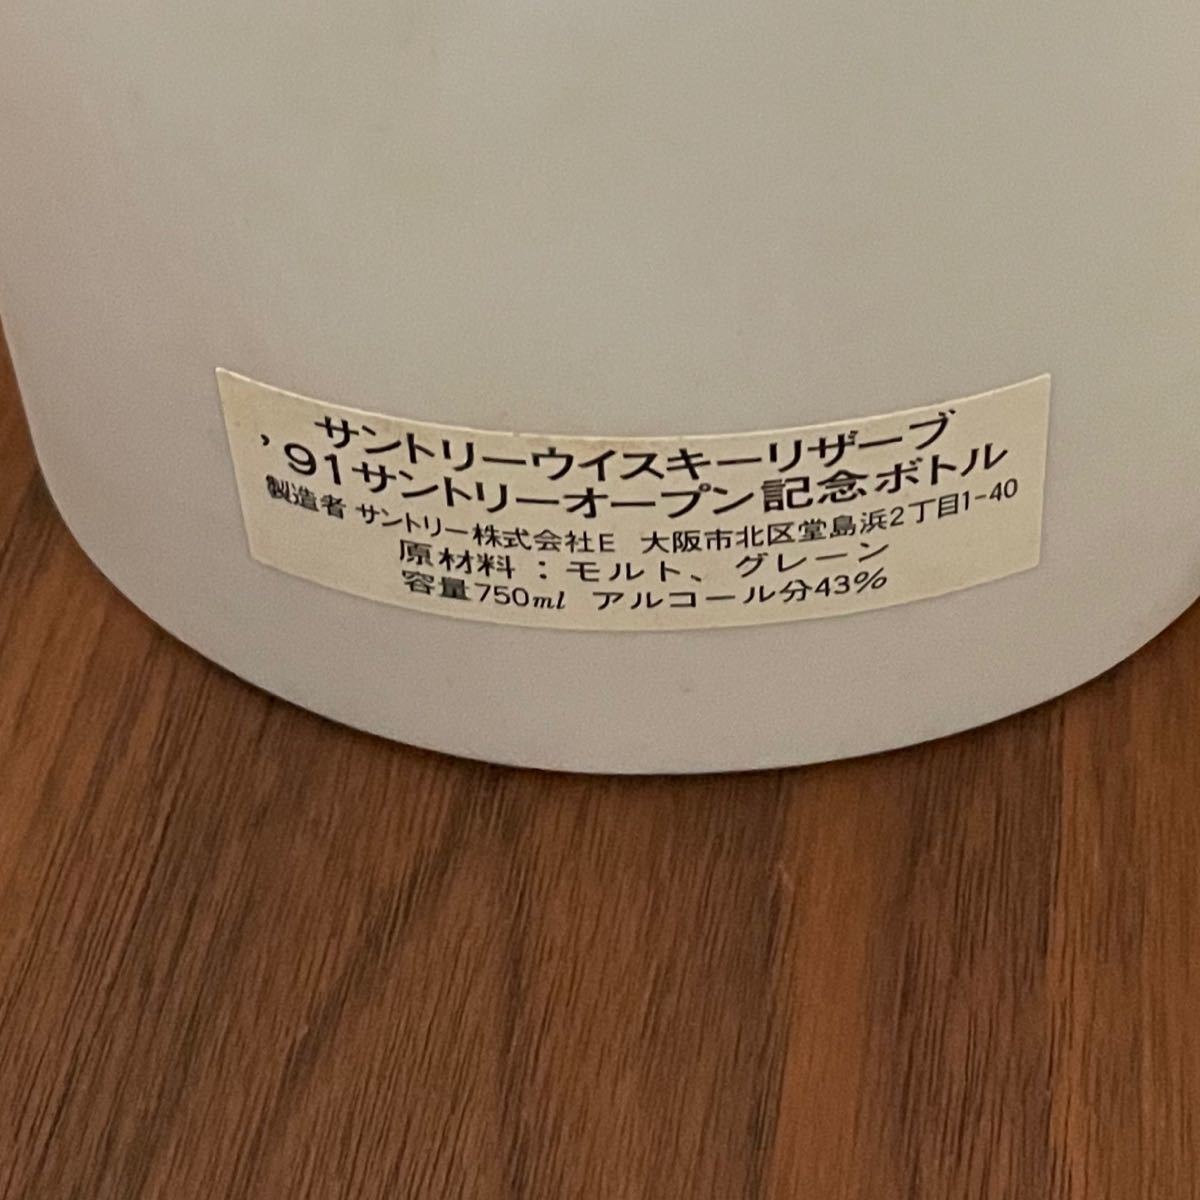 サントリーウイスキーリザーブ
’91サントリーオープン記念ボトル
製造者 サントリー株式会社E 大阪市北区堂島浜2丁目1-40
原材料：モルト、グレーン
容量750ml アルコール分43%